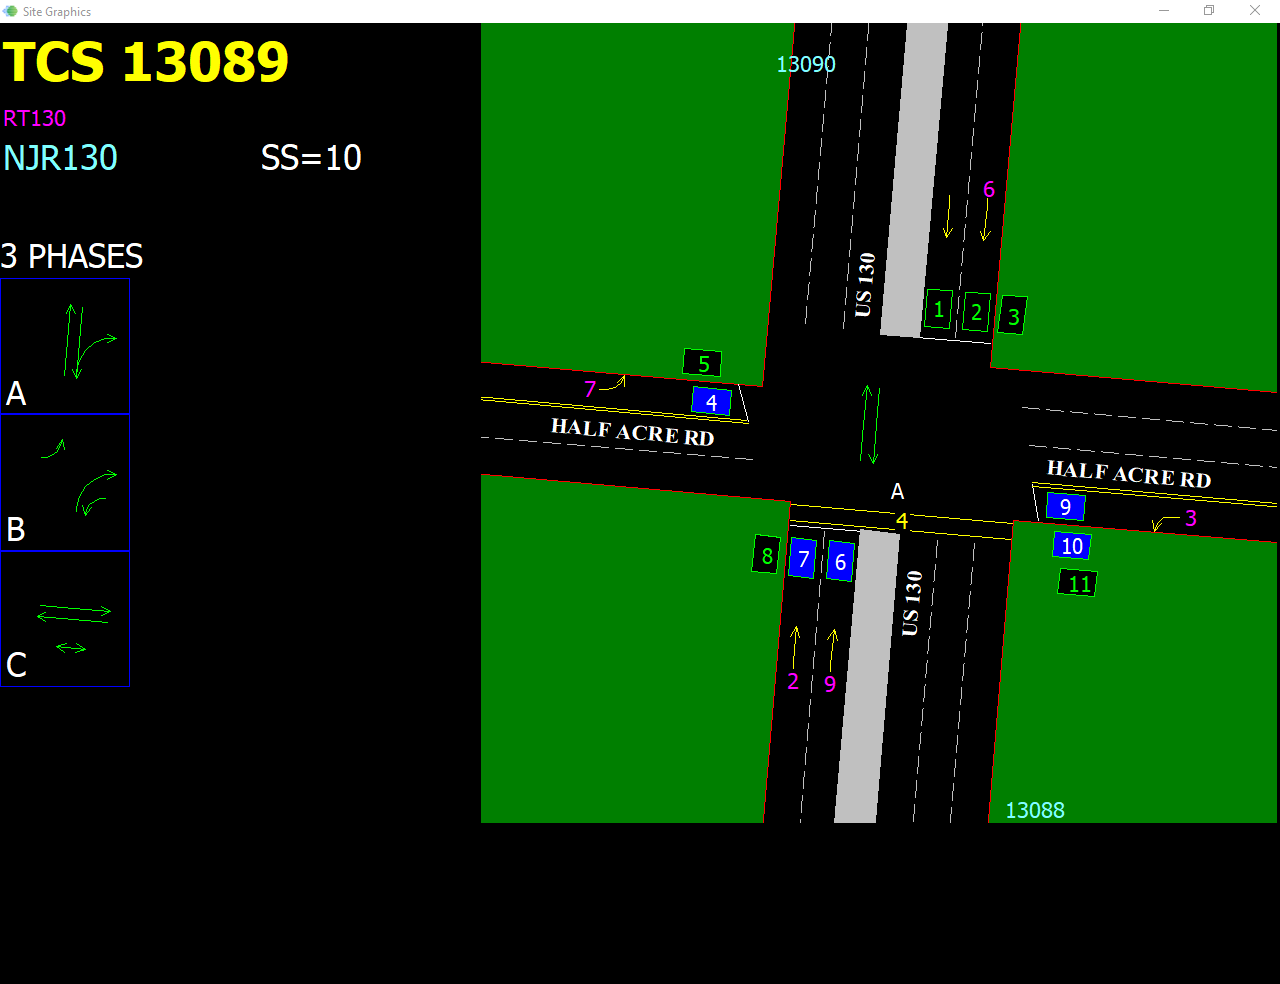 Site Graphics
TCS 13089
RT130
NJR130 SS=10
3 PHASES
A
B
C
13090
6
US 130
1 2 3
5
7
4
HALF ACRE RD
HALF ACRE RD
A
9
3
4
10
8 7 6
11
US 130
2 9
13088